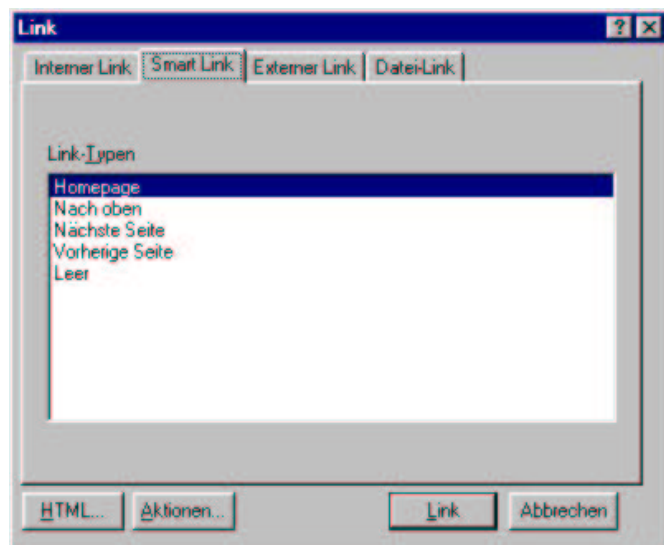 Link
Interner Link Smart Link Externer Link Datei-Link
Link-Typen
Homepage
Nach oben
Nächste Seite
Vorherige Seite
Leer
HTML... Aktionen... Link Abbrechen